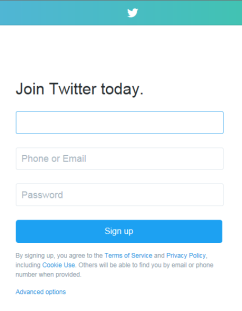 Join Twitter today.
Phone or Email
Password
Sign up
By signing up, you agree to the Terms of Service and Privacy Policy,
including Cookie Use. Others will be able to find you by email or phone
number when provided.
Advanced options